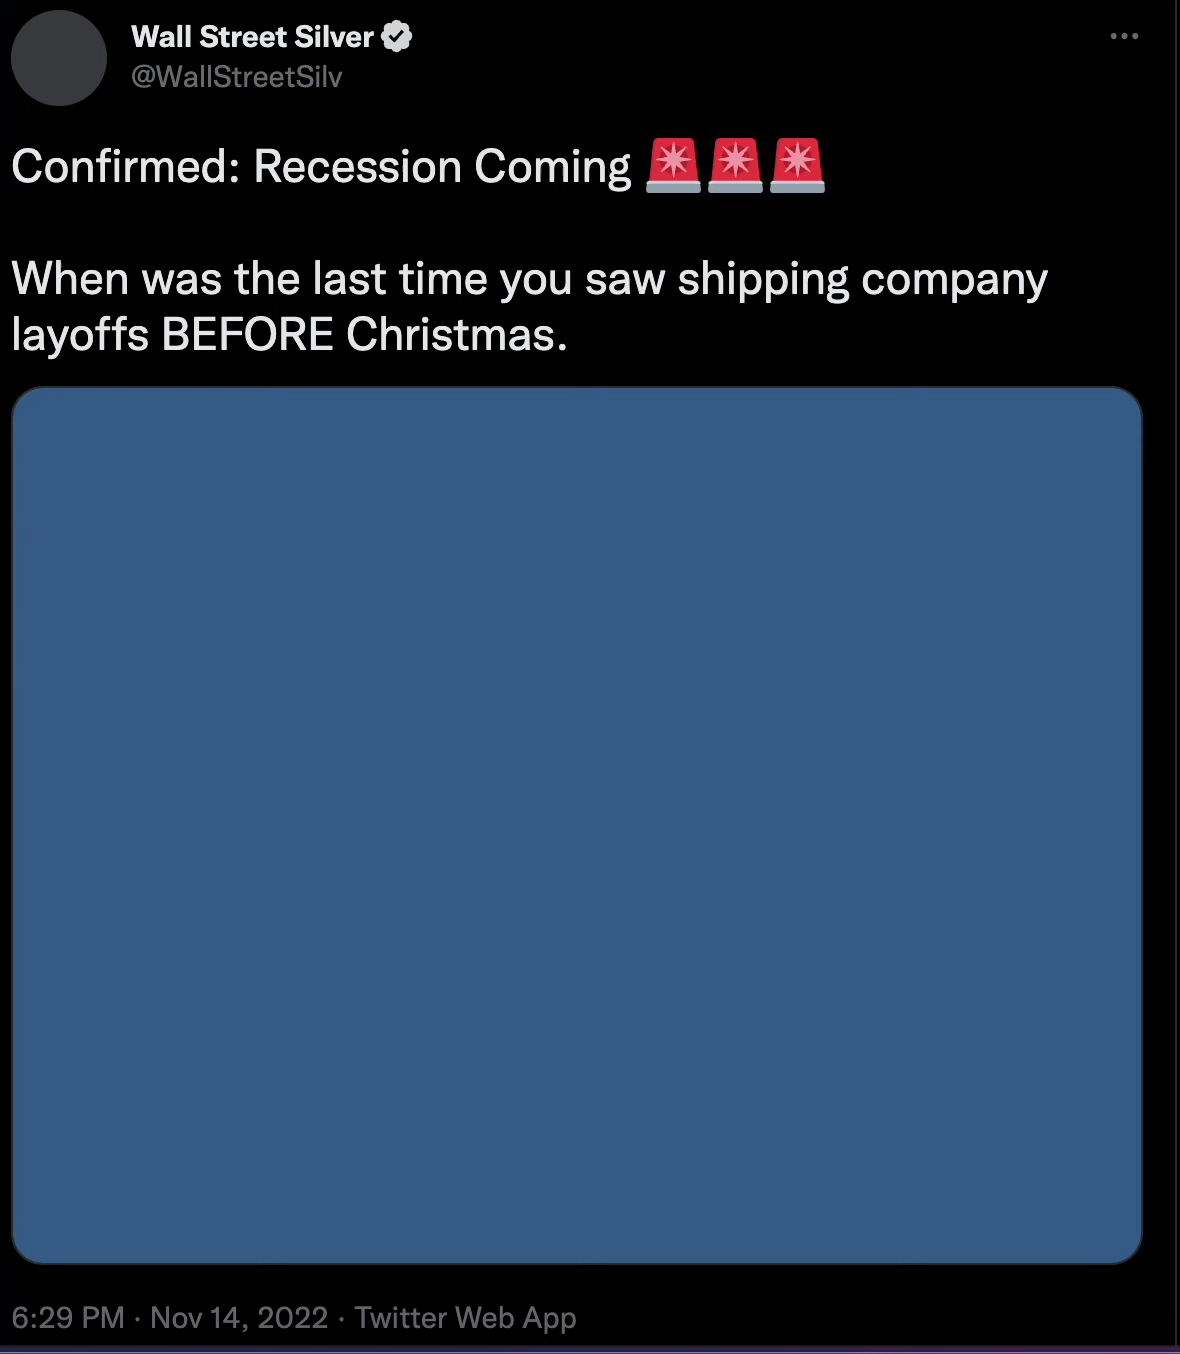 Wall Street Silver
@WallStreetSilv
Confirmed: Recession Coming 🚨🚨🚨
When was the last time you saw shipping company
layoffs BEFORE Christmas.
6:29 PM · Nov 14, 2022 · Twitter Web App